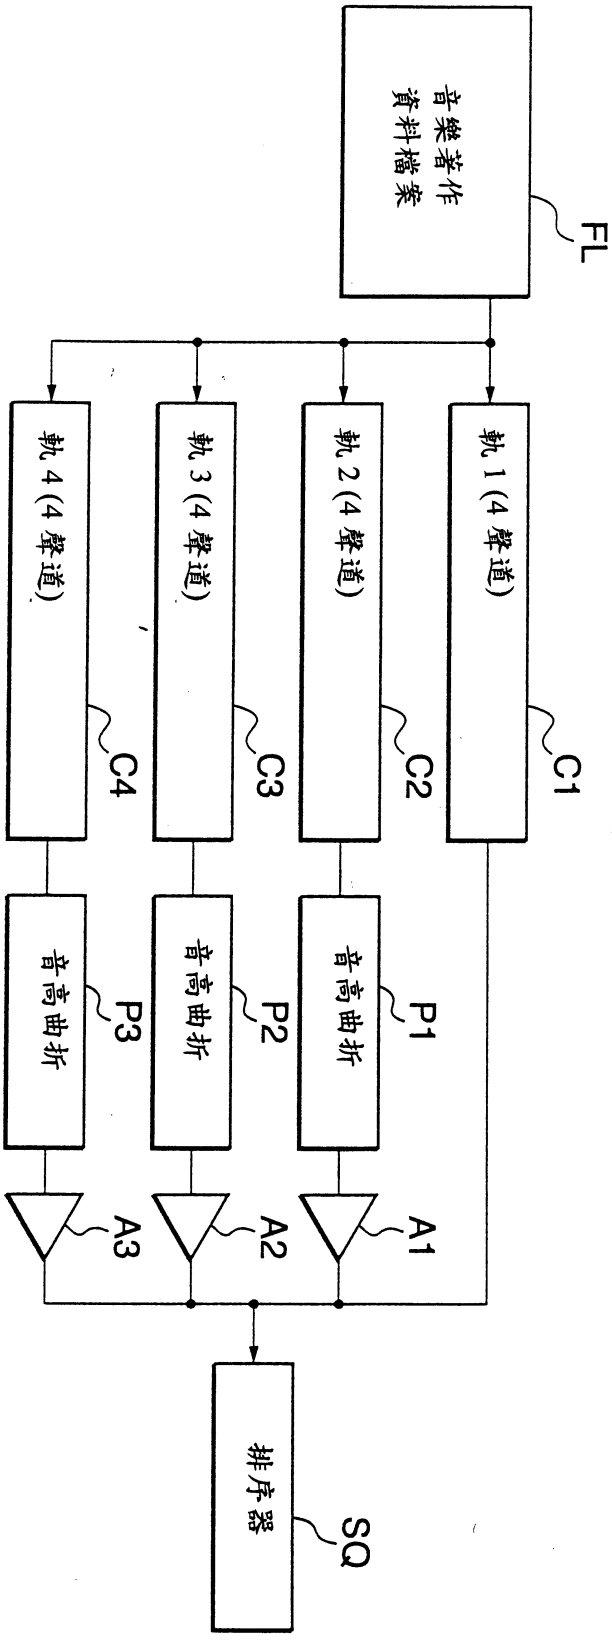 音樂著作
資料檔案
FL
軌1(4聲道)
C1
軌2(4聲道)
C2
音高曲折
P1
A1
軌3(4聲道)
C3
音高曲折
P2
A2
軌4(4聲道)
C4
音高曲折
P3
A3
排序器
SQ